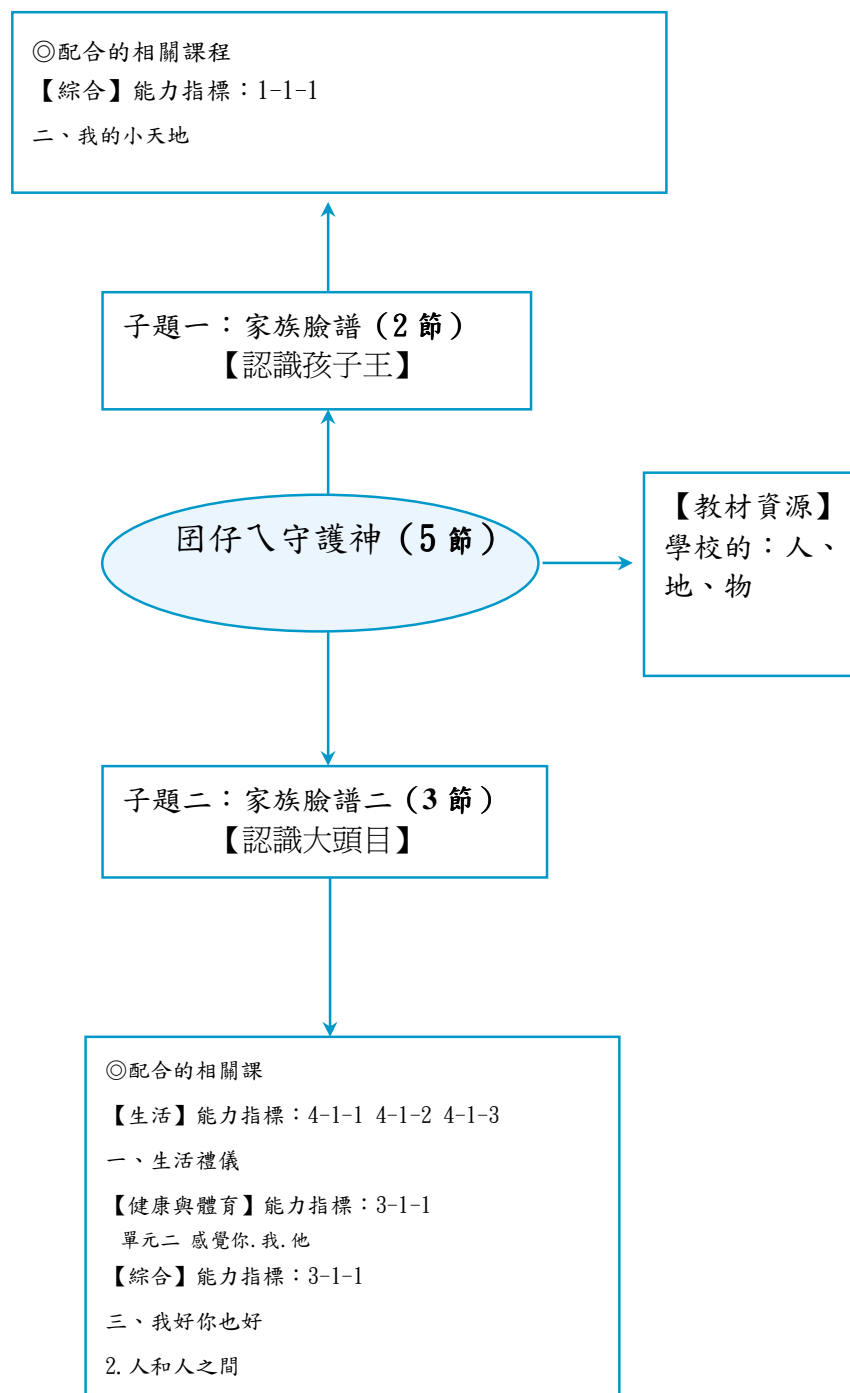 ◎配合的相關課程
【綜合】能力指標：1-1-1
二、我的小天地
子題一：家族臉譜（2 節）
【認識孩子王】
囝仔ㄟ守護神（5 節）
【教材資源】
學校的：人、
地、物
子題二：家族臉譜二（3 節）
【認識大頭目】
◎配合的相關課
【生活】能力指標：4-1-1 4-1-2 4-1-3
一、生活禮儀
【健康與體育】能力指標：3-1-1
單元二 感覺你.我.他
【綜合】能力指標：3-1-1
三、我好你也好
2.人和人之間